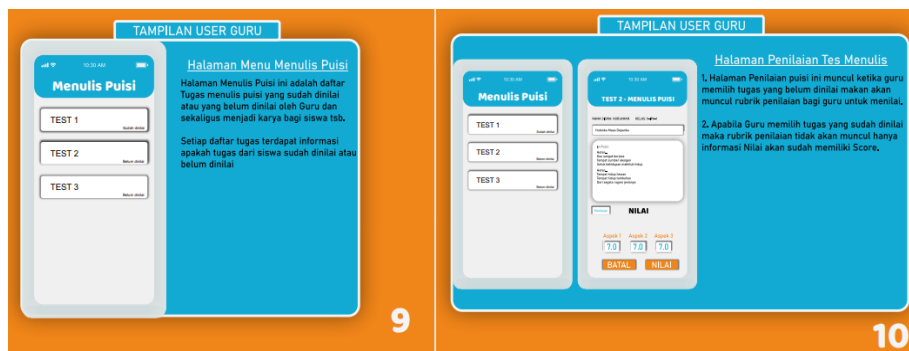 TAMPILAN USER GURU
10:30 AM
Menulis Puisi
TEST 1
Sudah dinilai
TEST 2
Belum dinilai
TEST 3
Belum dinilai
Halaman Menu Menulis Puisi
Halaman Menulis Puisi ini adalah daftar
Tugas menulis puisi yang sudah dinilai
atau yang belum dinilai oleh Guru dan
sekaligus menjadi karya bagi siswa tsb.
Setiap daftar tugas terdapat informasi
apakah tugas dari siswa sudah dinilai atau
belum dinilai
9
TAMPILAN USER GURU
10:30 AM
Menulis Puisi
TEST 1
Sudah dinilai
TEST 2
Belum dinilai
TEST 3
Belum dinilai
10:30 AM
TEST 2 - MENULIS PUISI
NILAI
Aspek 1 Aspek 2 Aspek 3
7.0 7.0 7.0
BATAL NILAI
Halaman Penilaian Tes Menulis
1. Halaman Penilaian puisi ini muncul ketika guru
memilih tugas yang belum dinilai makan akan
muncul rubrik penilaian bagi guru untuk menilai.
2. Apabila Guru memilih tugas yang sudah dinilai
maka rubrik penilaian tidak akan muncul hanya
informasi Nilai akan sudah memiliki Score.
10